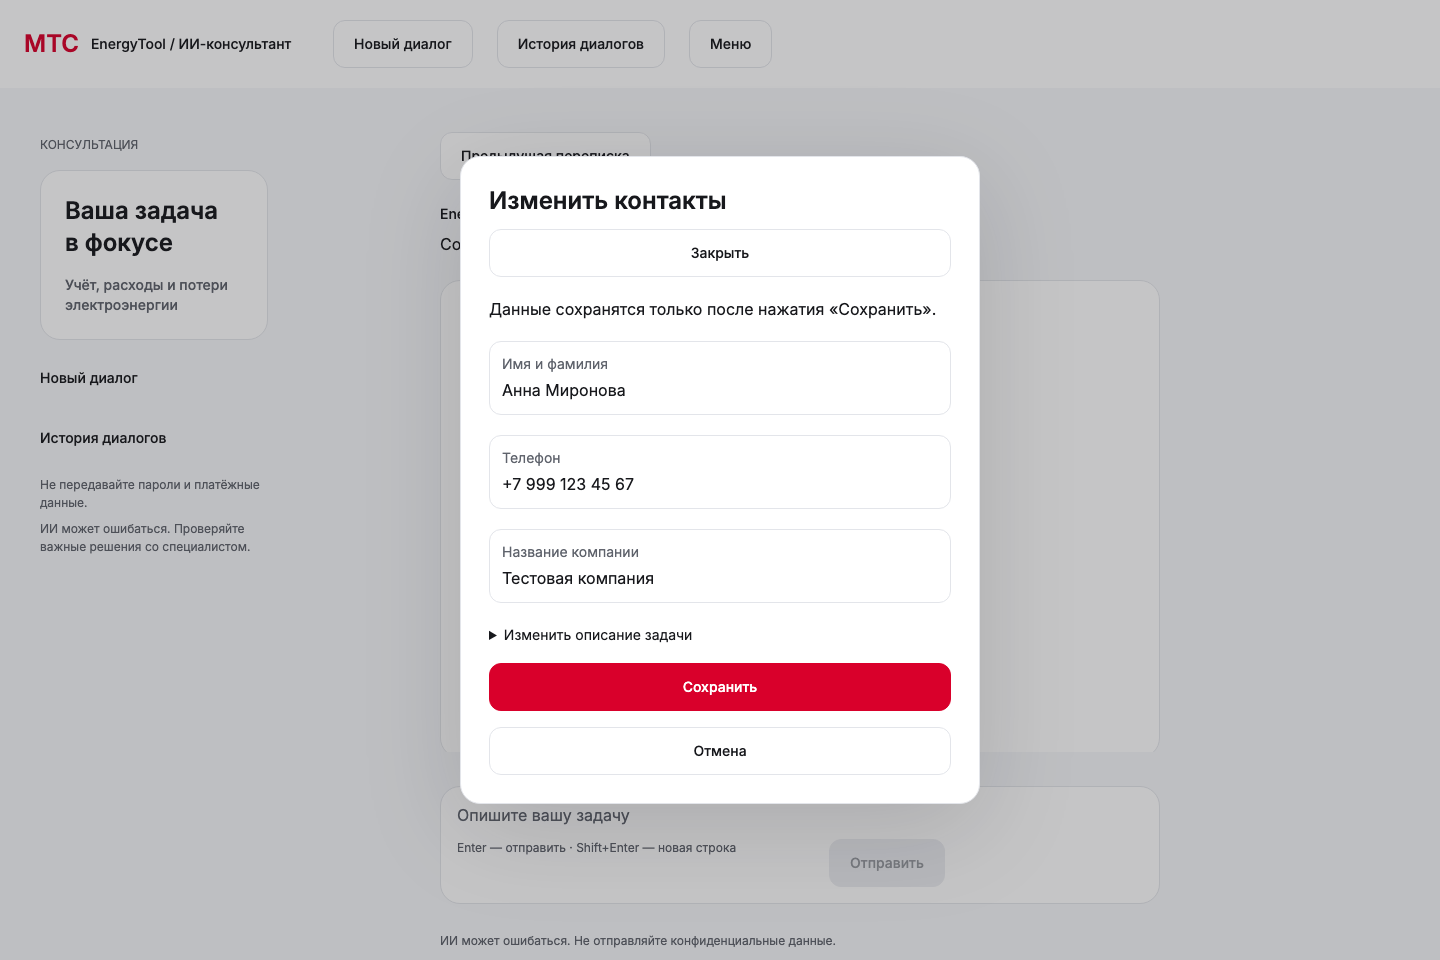 МТС EnergyTool / ИИ-консультант
Новый диалог
История диалогов
Меню
КОНСУЛЬТАЦИЯ
Ваша задача
в фокусе
Учёт, расходы и потери
электроэнергии
Новый диалог
История диалогов
Не передавайте пароли и платёжные
данные.
ИИ может ошибаться. Проверяйте
важные решения со специалистом.
Предыдущая переписка
Изменить контакты
Закрыть
Данные сохранятся только после нажатия «Сохранить».
Имя и фамилия
Анна Миронова
Телефон
+7 999 123 45 67
Название компании
Тестовая компания
Изменить описание задачи
Сохранить
Отмена
Опишите вашу задачу
Enter — отправить · Shift+Enter — новая строка
Отправить
ИИ может ошибаться. Не отправляйте конфиденциальные данные.